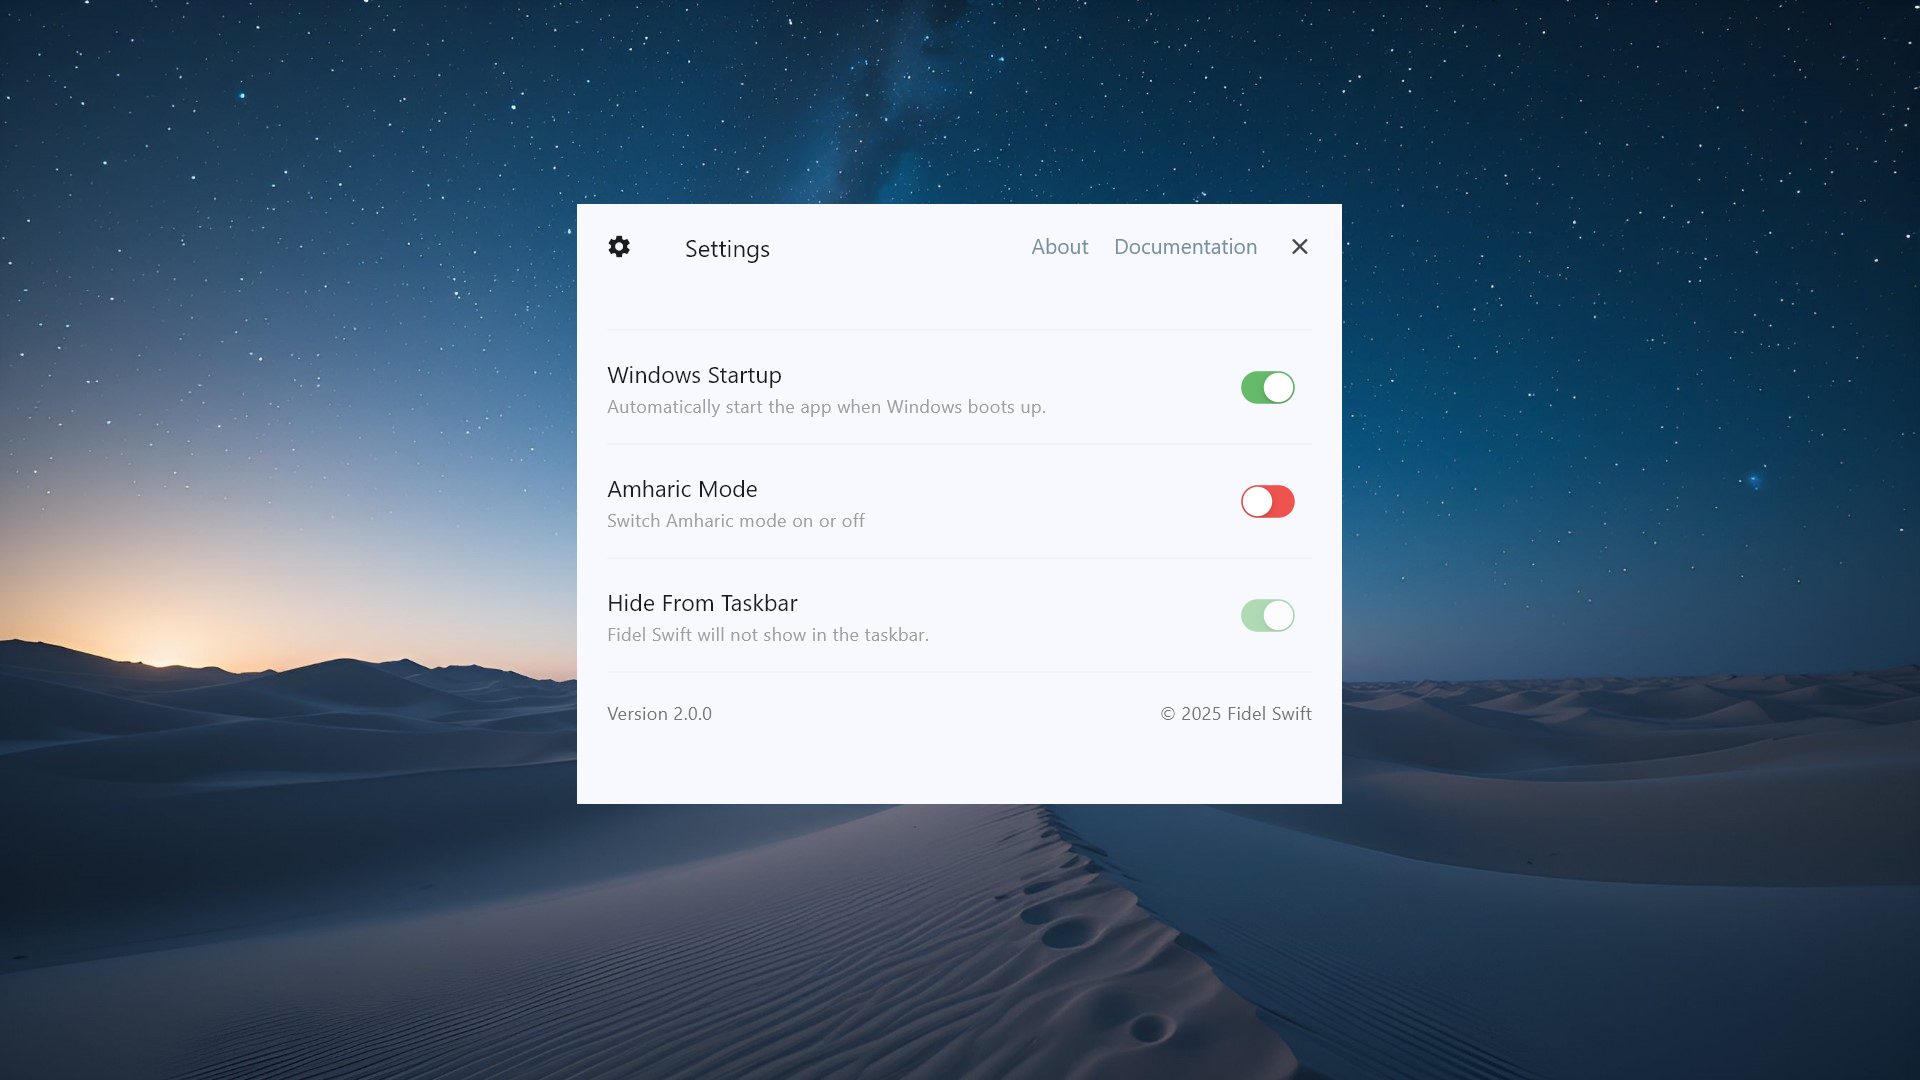 Settings
About
Documentation
Windows Startup
Automatically start the app when Windows boots up.
Amharic Mode
Switch Amharic mode on or off
Hide From Taskbar
Fidel Swift will not show in the taskbar.
Version 2.0.0
© 2025 Fidel Swift